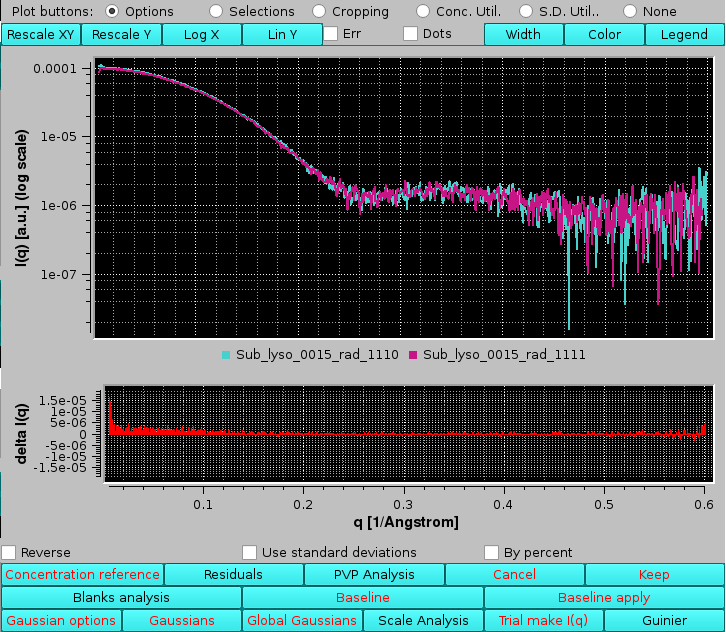 Plot buttons: Options Selections Cropping Conc. Util. S.D. Util.. None
Rescale XY Rescale Y Log X Lin Y Err Dots Width Color Legend
I(q) [a.u.] (log scale)
0.0001
1e-05
1e-06
1e-07
Sub_lyso_0015_rad_1110 Sub_lyso_0015_rad_1111
delta I(q)
1.5e-05
1e-05
5e-06
0
-5e-06
-1e-05
-1.5e-05
0.1 0.2 0.3 0.4 0.5 0.6
q [1/Angstrom]
Reverse Use standard deviations By percent
Concentration reference Residuals PVP Analysis Cancel Keep
Blanks analysis Baseline Baseline apply
Gaussian options Gaussians Global Gaussians Scale Analysis Trial make I(q) Guinier